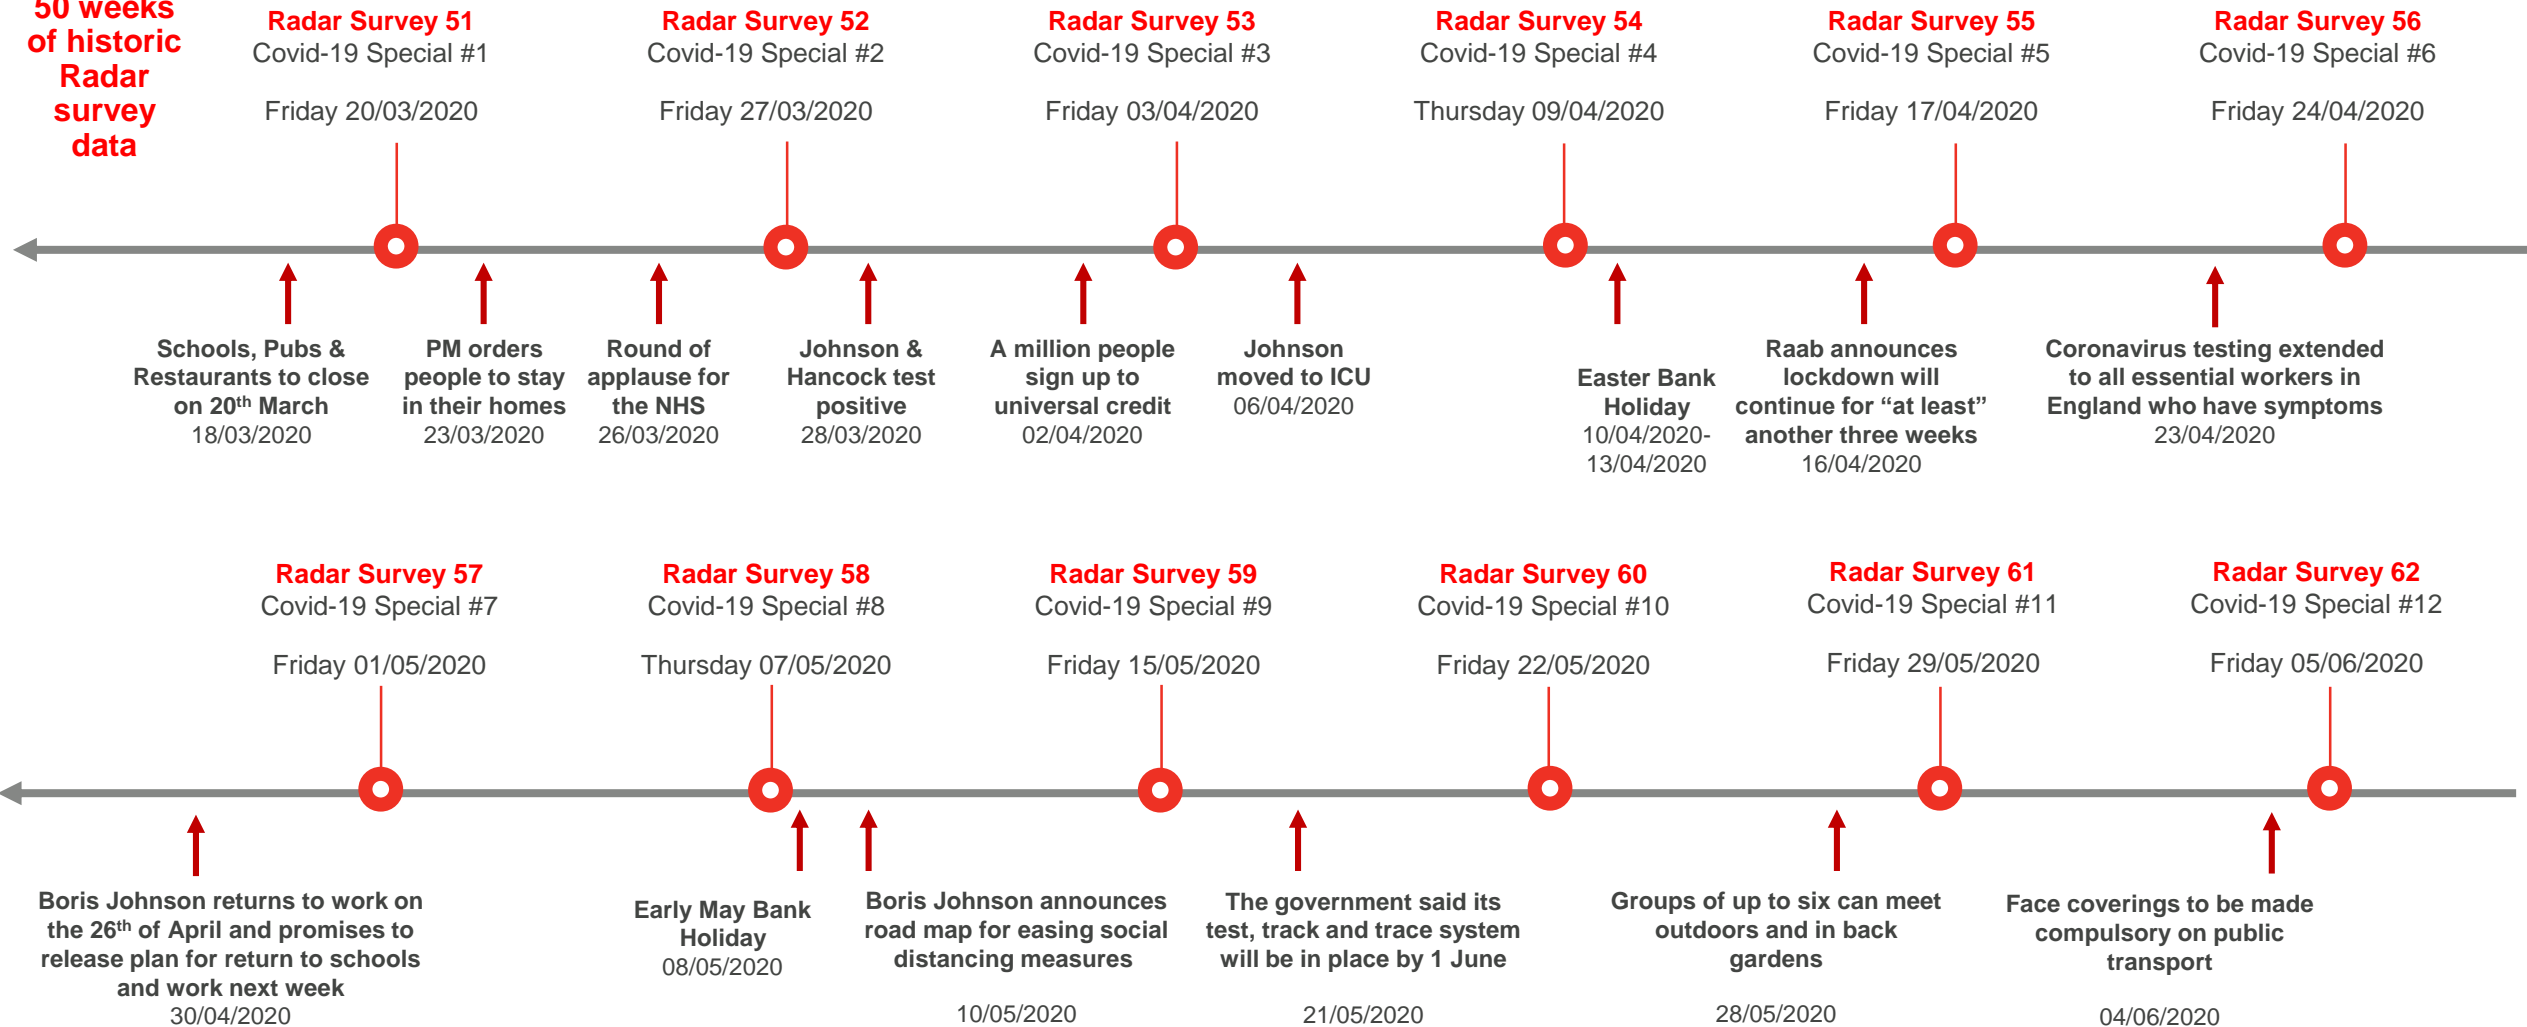 50 weeks
of historic
Radar
survey
data
Radar Survey 51
Covid-19 Special #1
Friday 20/03/2020
Radar Survey 52
Covid-19 Special #2
Friday 27/03/2020
Radar Survey 53
Covid-19 Special #3
Friday 03/04/2020
Radar Survey 54
Covid-19 Special #4
Thursday 09/04/2020
Radar Survey 55
Covid-19 Special #5
Friday 17/04/2020
Radar Survey 56
Covid-19 Special #6
Friday 24/04/2020
Schools, Pubs &
Restaurants to close
on 20th March
18/03/2020
PM orders
people to stay
in their homes
23/03/2020
Round of
applause for
the NHS
26/03/2020
Johnson &
Hancock test
positive
28/03/2020
A million people
sign up to
universal credit
02/04/2020
Johnson
moved to ICU
06/04/2020
Easter Bank
Holiday
10/04/2020-
13/04/2020
Raab announces
lockdown will
continue for “at least”
another three weeks
16/04/2020
Coronavirus testing extended
to all essential workers in
England who have symptoms
23/04/2020
Radar Survey 57
Covid-19 Special #7
Friday 01/05/2020
Radar Survey 58
Covid-19 Special #8
Thursday 07/05/2020
Radar Survey 59
Covid-19 Special #9
Friday 15/05/2020
Radar Survey 60
Covid-19 Special #10
Friday 22/05/2020
Radar Survey 61
Covid-19 Special #11
Friday 29/05/2020
Radar Survey 62
Covid-19 Special #12
Friday 05/06/2020
Boris Johnson returns to work on
the 26th of April and promises to
release plan for return to schools
and work next week
30/04/2020
Early May Bank
Holiday
08/05/2020
Boris Johnson announces
road map for easing social
distancing measures
10/05/2020
The government said its
test, track and trace system
will be in place by 1 June
21/05/2020
Groups of up to six can meet
outdoors and in back
gardens
28/05/2020
Face coverings to be made
compulsory on public
transport
04/06/2020